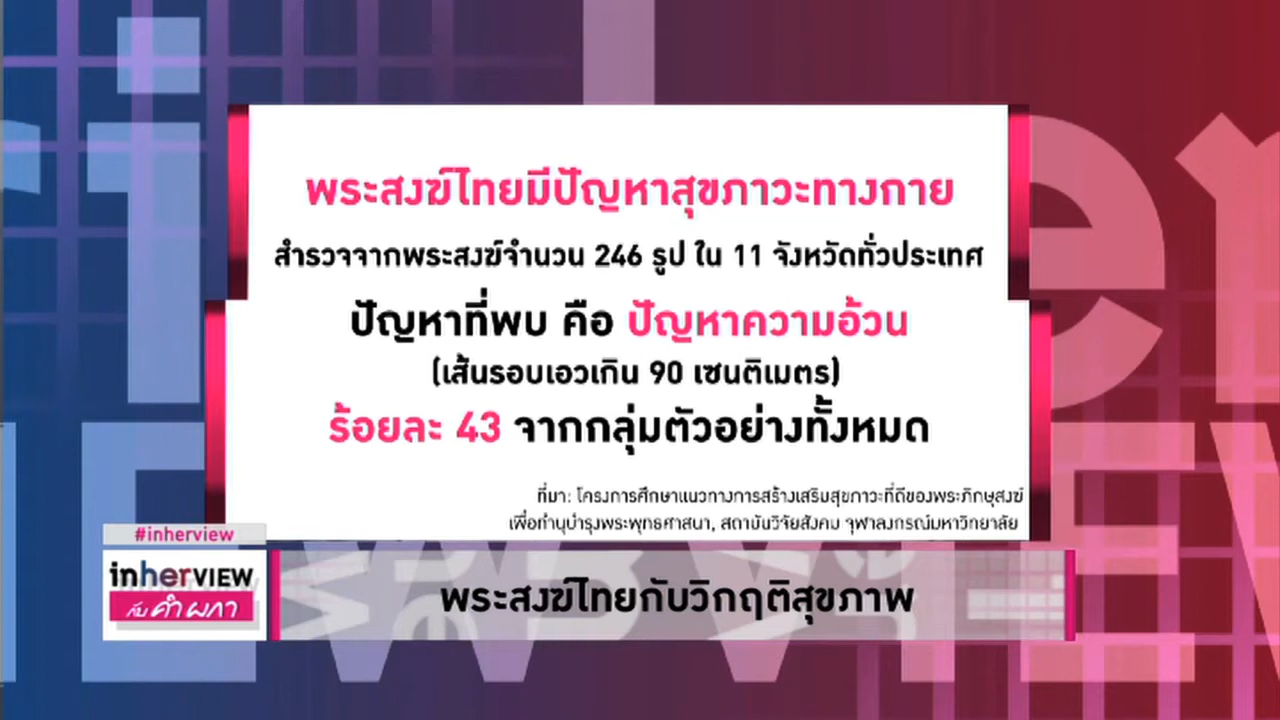 พระสงฆ์ไทยมีปัญหาสุขภาวะทางกาย
สำรวจจากพระสงฆ์จำนวน 246 รูป ใน 11 จังหวัดทั่วประเทศ
ปัญหาที่พบ คือ ปัญหาความอ้วน
(เส้นรอบเอวเกิน 90 เซนติเมตร)
ร้อยละ 43 จากกลุ่มตัวอย่างทั้งหมด
ที่มา: โครงการศึกษาแนวทางการสร้างเสริมสุขภาวะที่ดีของพระภิกษุสงฆ์
เพื่อทำนุบำรุงพระพุทธศาสนา, สถาบันวิจัยสังคม จุฬาลงกรณ์มหาวิทยาลัย
#inherview
inherVIEW
กับ คำ ผกา
พระสงฆ์ไทยกับวิกฤติสุขภาพ